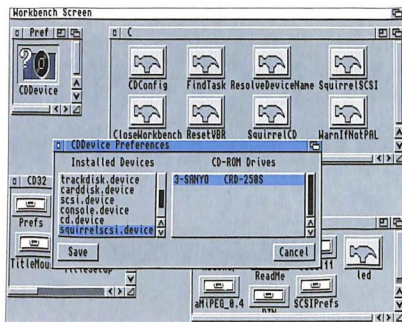 Workbench Screen
Pref
C
CDDevice
CDConfig FindTask ResolveDeviceName SquirrelSCSI
CloseWorkbench ResetVBR SquirrelCD WarnIfNotPAL
CDDevice Preferences
Installed Devices CD-ROM Drives
trackdisk.device
carddisk.device
scsi.device
console.device
cd.device
squirrelscsi.device
3-SANYO CRD-250S
Save Cancel
CD32
Prefs
ReadMe
led
aMiPEG_0.4
SCSIPrefs